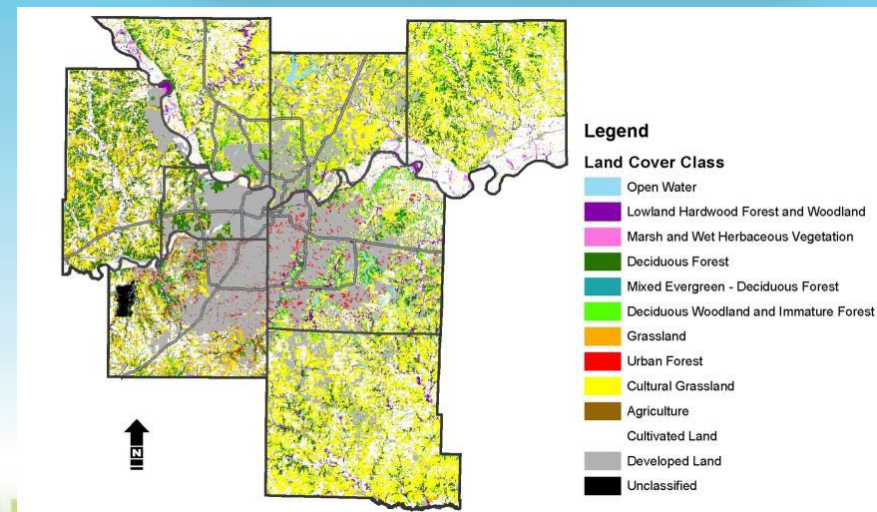 Legend
Land Cover Class
Open Water
Lowland Hardwood Forest and Woodland
Marsh and Wet Herbaceous Vegetation
Deciduous Forest
Mixed Evergreen - Deciduous Forest
Deciduous Woodland and Immature Forest
Grassland
Urban Forest
Cultural Grassland
Agriculture
Cultivated Land
Developed Land
Unclassified
N